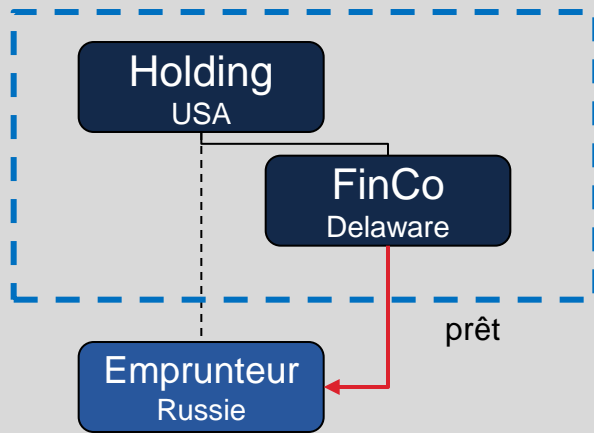 Holding
USA
FinCo
Delaware
prêt
Emprunteur
Russie